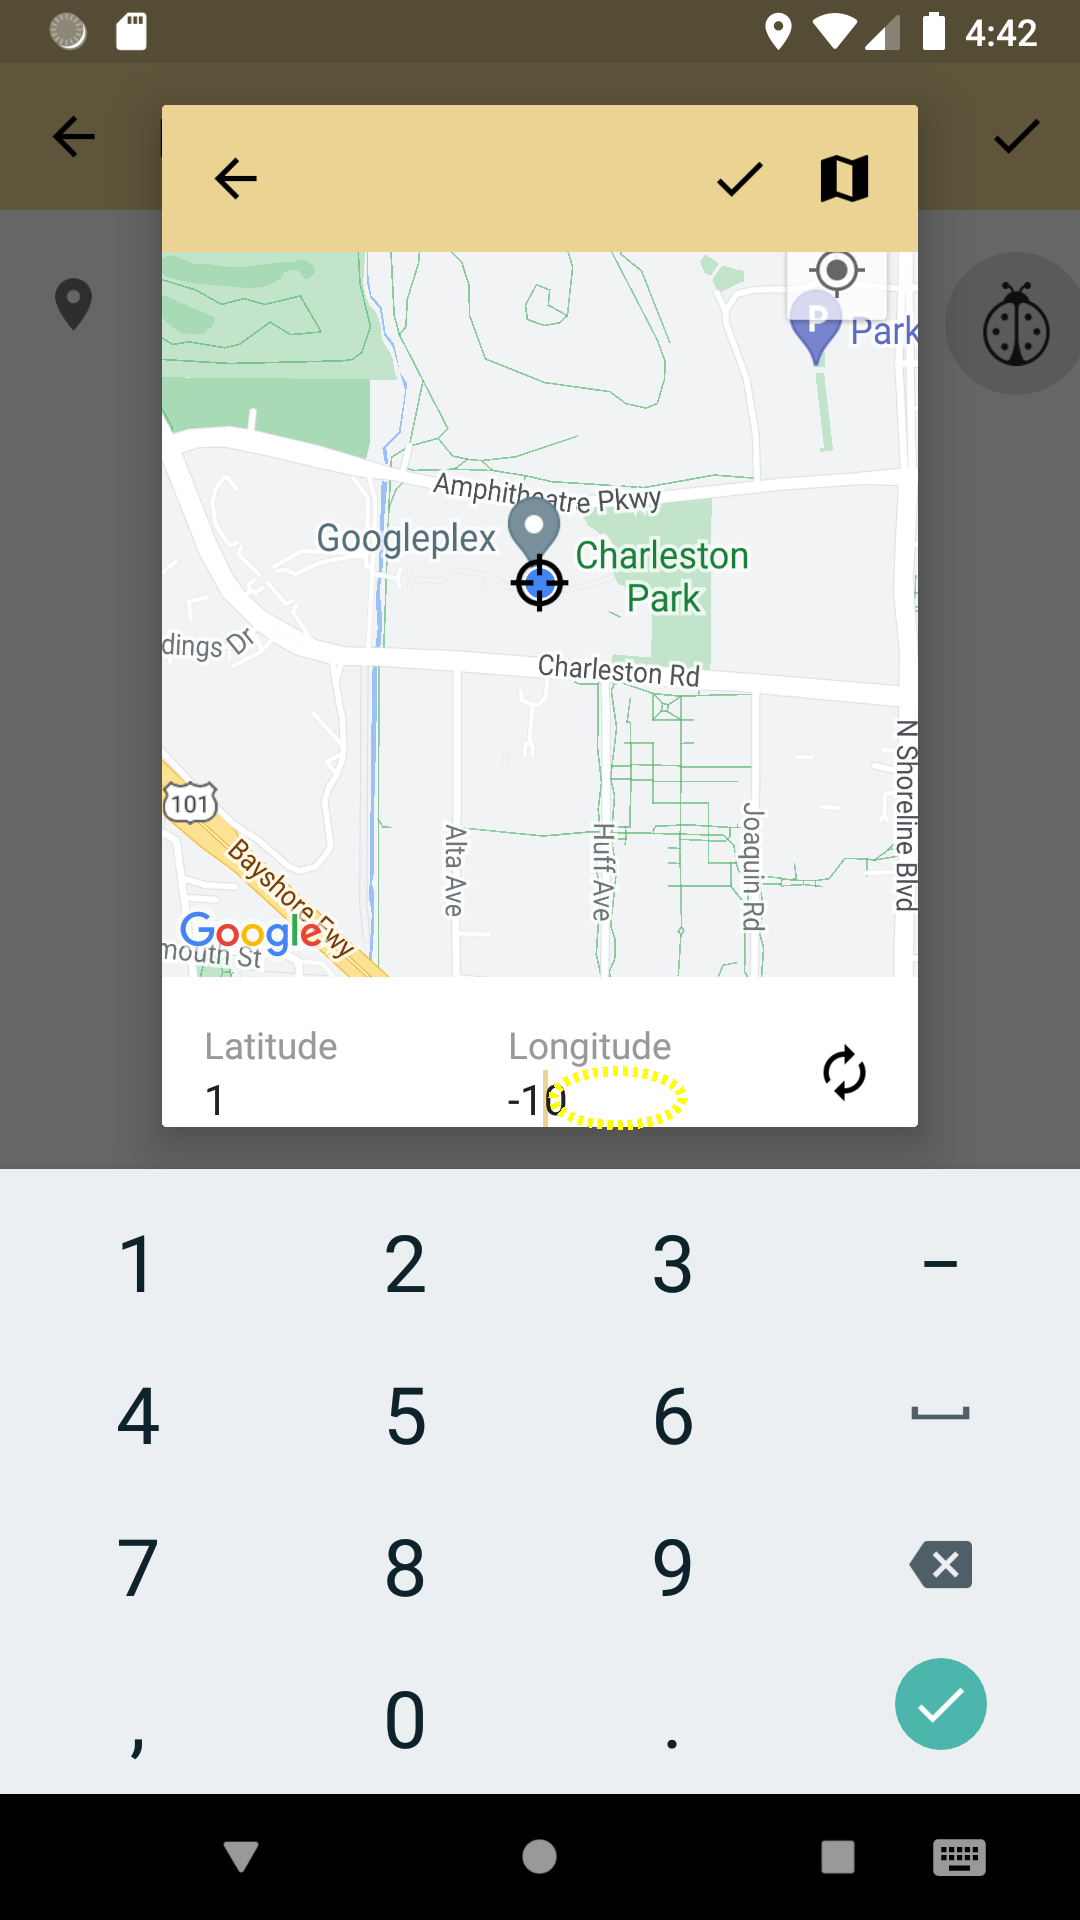 4:42
P Park
Amphitheatre Pkwy
Googleplex
Charleston
Park
dings Dr
Charleston Rd
N Shoreline Blvd
101
Bayshore Fwy
Alta Ave
Huff Ave
Joaquin Rd
Google
mouth St
Latitude
Longitude
1
-10
1 2 3 –
4 5 6
7 8 9
, 0 .